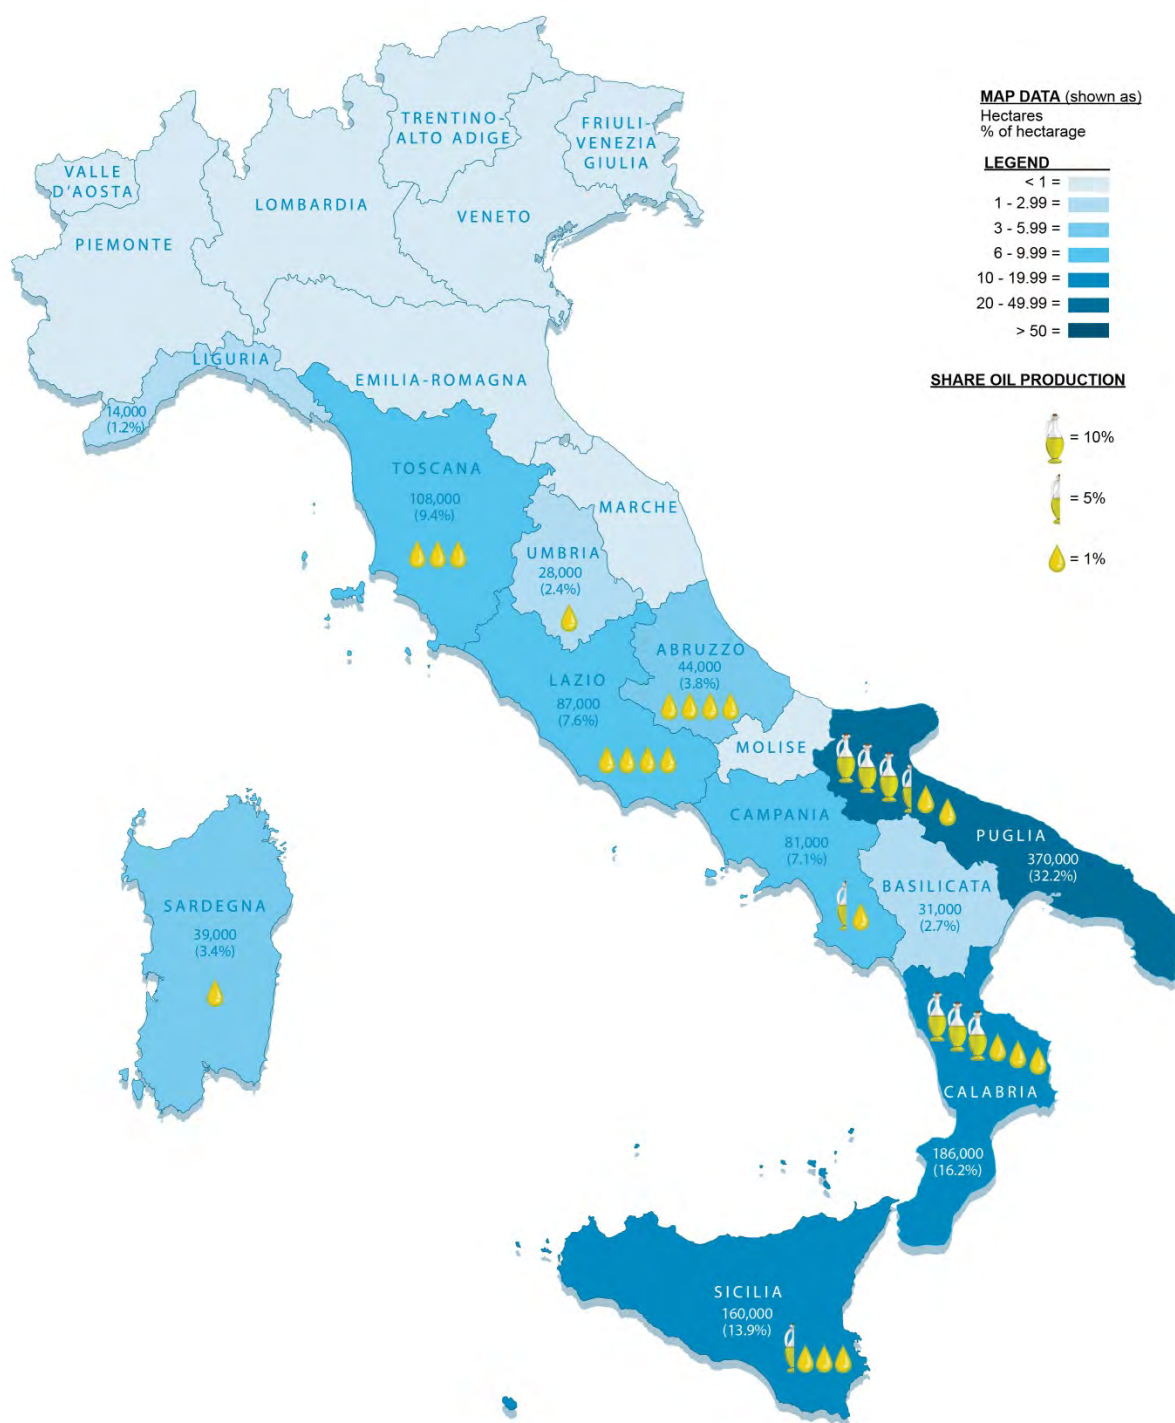 MAP DATA (shown as)
Hectares
% of hectarage
LEGEND
< 1 =
1 - 2.99 =
3 - 5.99 =
6 - 9.99 =
10 - 19.99 =
20 - 49.99 =
> 50 =
SHARE OIL PRODUCTION
= 10%
= 5%
= 1%
TRENTINO-
ALTO ADIGE
FRIULI-
VENEZIA
GIULIA
VALLE
D'AOSTA
LOMBARDIA
VENETO
PIEMONTE
LIGURIA
14,000
(1.2%)
EMILIA-ROMAGNA
TOSCANA
108,000
(9.4%)
MARCHE
UMBRIA
28,000
(2.4%)
ABRUZZO
44,000
(3.8%)
LAZIO
87,000
(7.6%)
MOLISE
CAMPANIA
81,000
(7.1%)
PUGLIA
370,000
(32.2%)
BASILICATA
31,000
(2.7%)
SARDEGNA
39,000
(3.4%)
CALABRIA
186,000
(16.2%)
SICILIA
160,000
(13.9%)